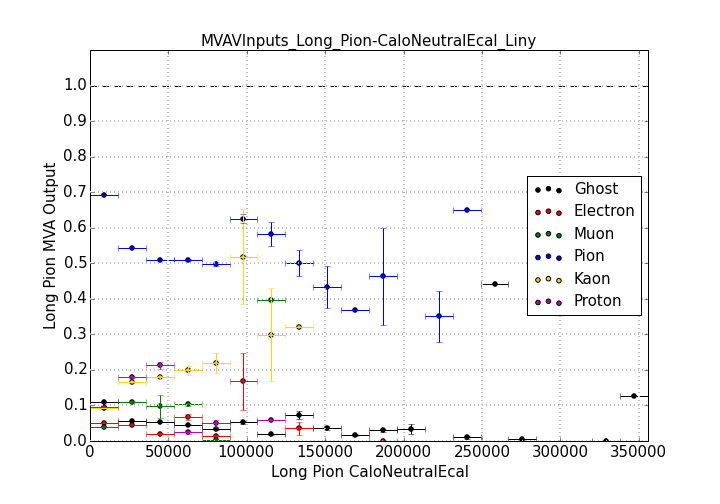 MVAVInputs_Long_Pion-CaloNeutralEcal_Liny
1.0
0.9
0.8
0.7
0.6
0.5
0.4
0.3
0.2
0.1
0.0
Long Pion MVA Output
Ghost
Electron
Muon
Pion
Kaon
Proton
0 50000 100000 150000 200000 250000 300000 350000
Long Pion CaloNeutralEcal